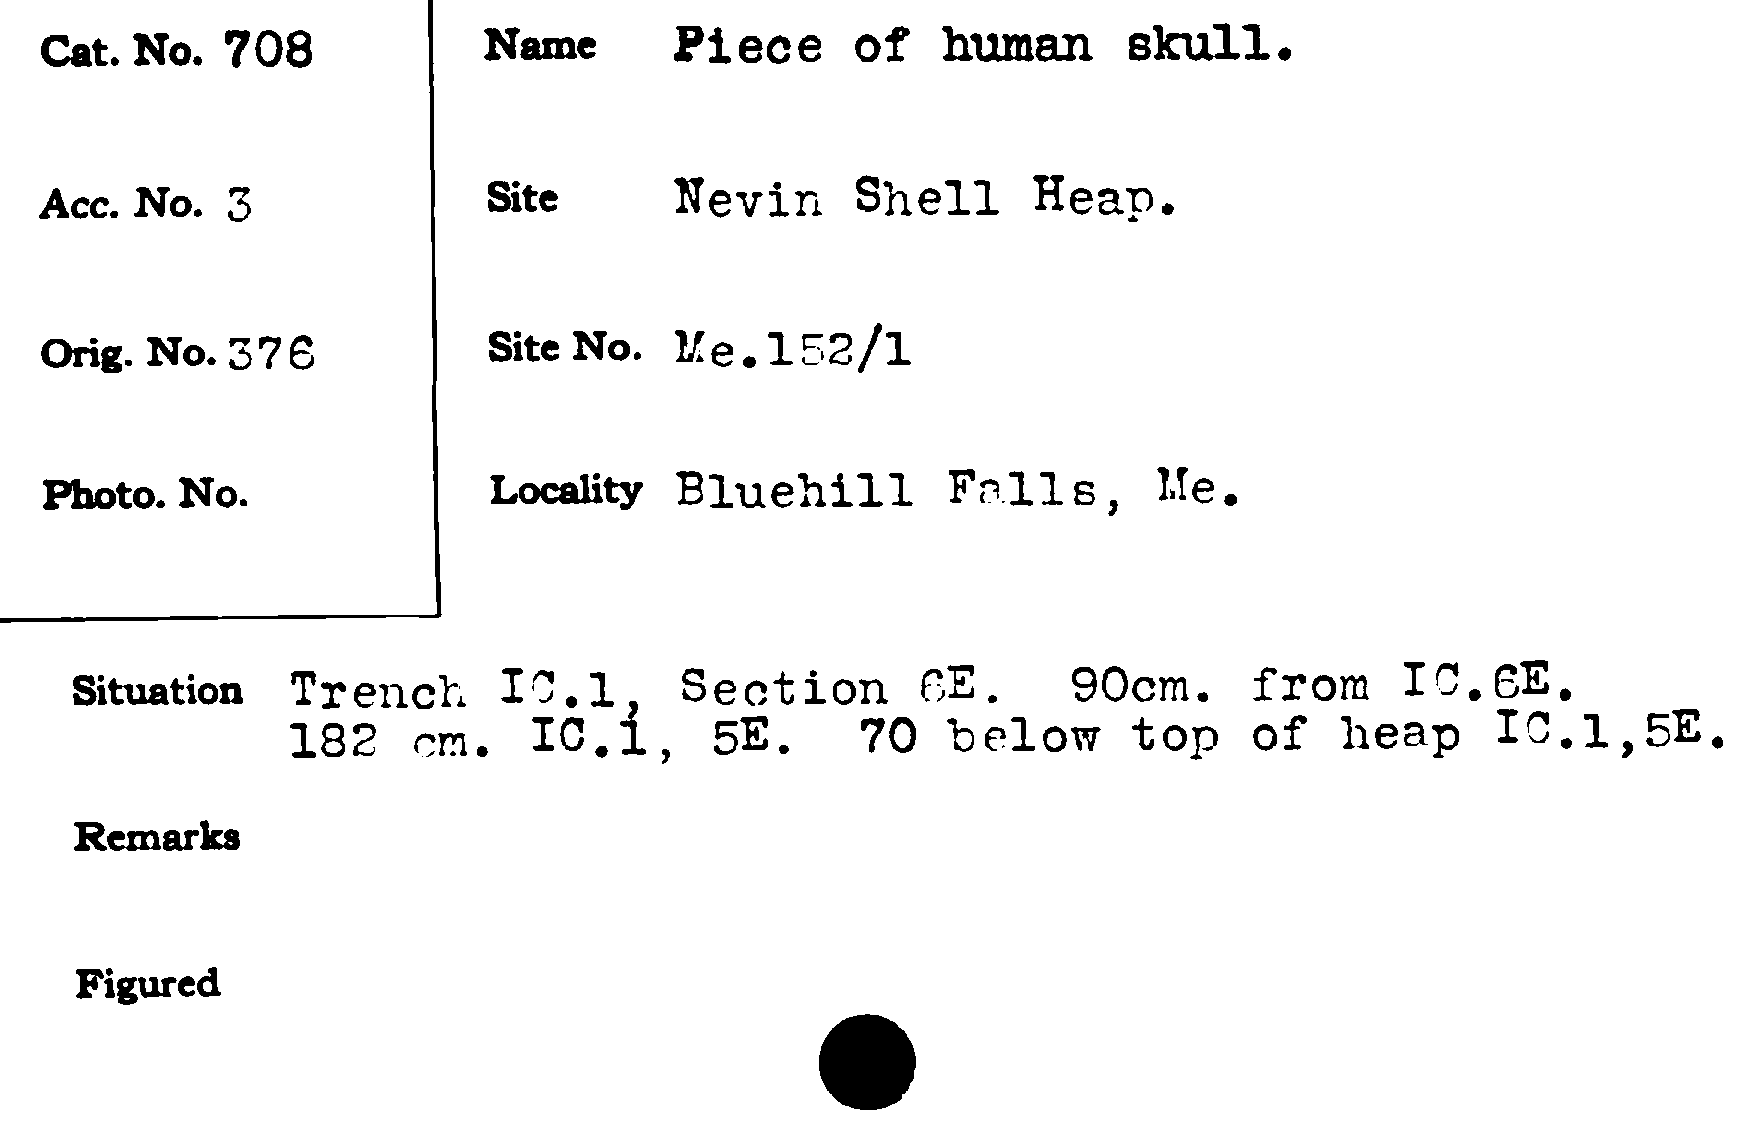 Cat. No. 708
Name Piece of human skull.
Acc. No. 3
Site Nevin Shell Heap.
Orig. No. 376
Site No. Me.152/1
Photo. No.
Locality Bluehill Falls, Me.
Situation Trench IC.1, Section 6E. 90cm. from IC.6E.
182 cm. IC.1, 5E. 70 below top of heap IC.1,5E.
Remarks
Figured